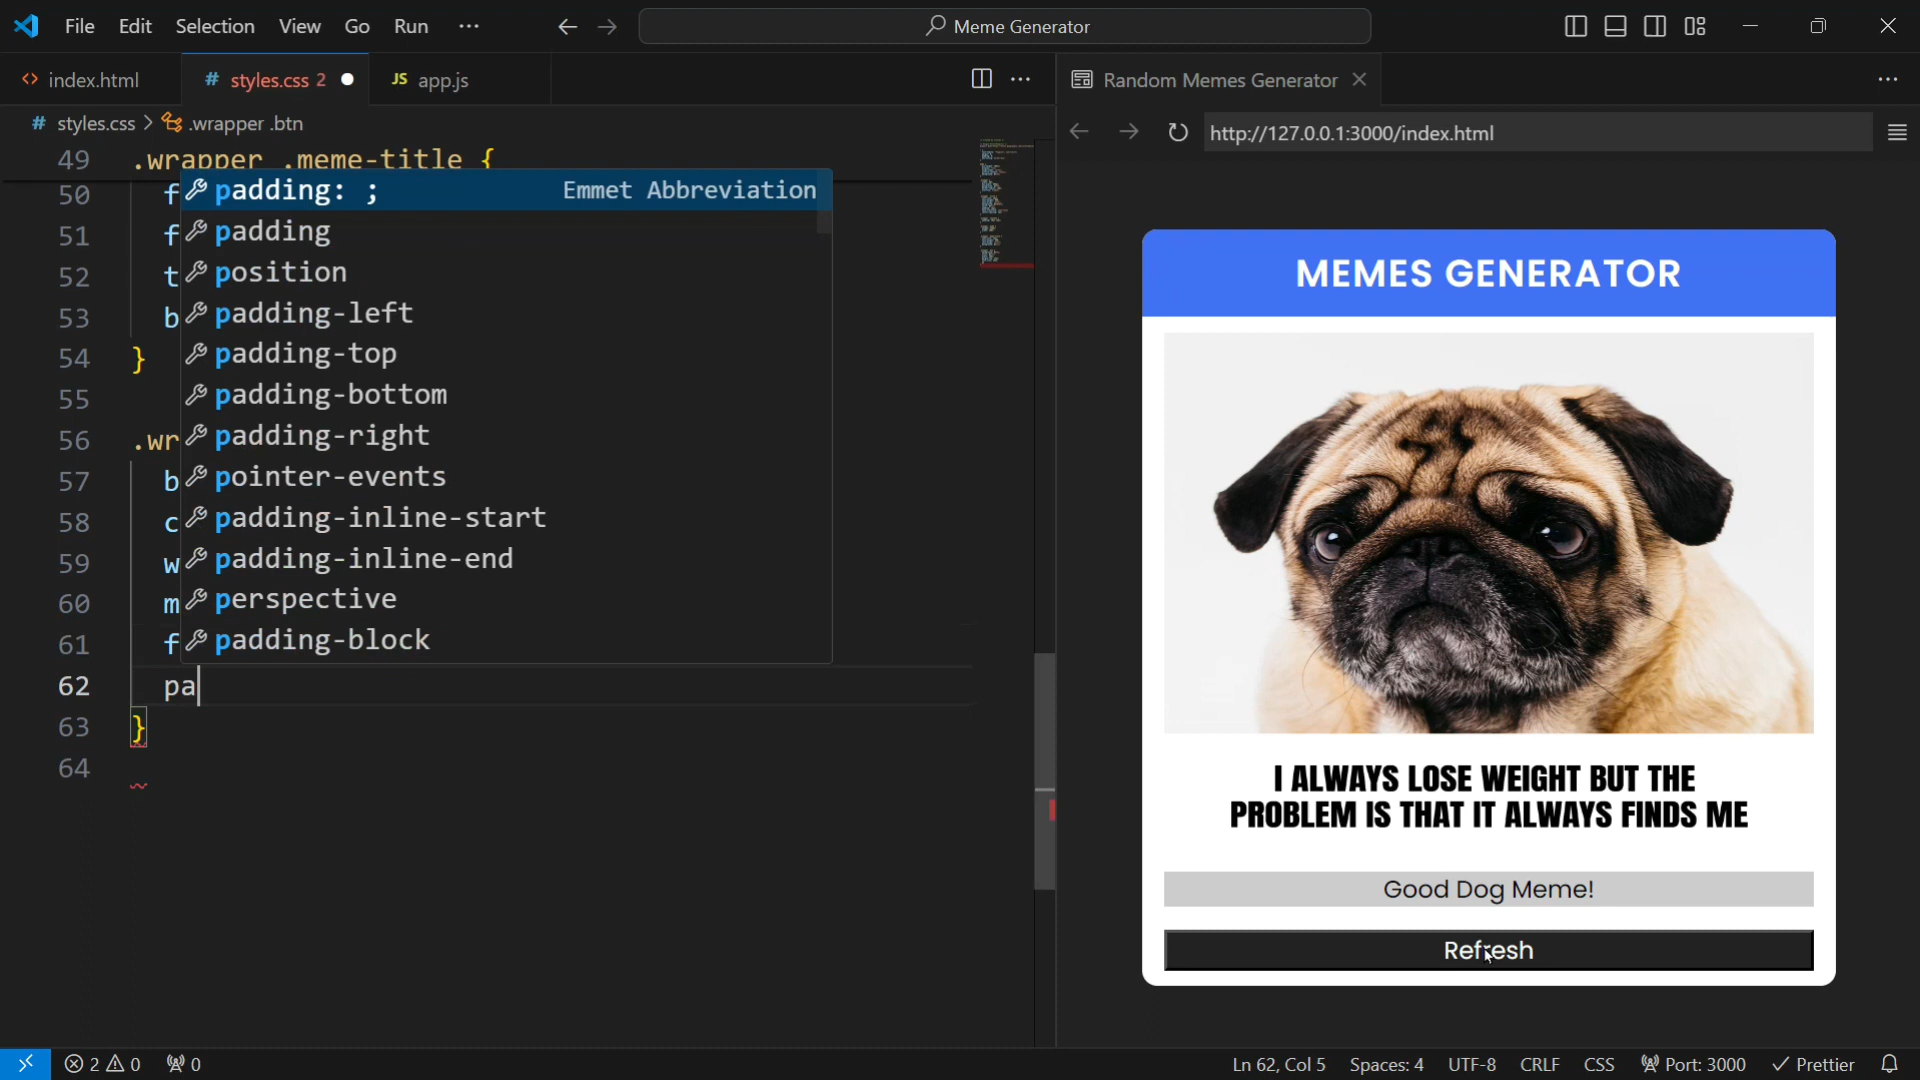 File Edit Selection View Go Run ···
Meme Generator
<> index.html
# styles.css 2
JS app.js
Random Memes Generator
# styles.css > .wrapper .btn
http://127.0.0.1:3000/index.html
49 .wrapper .meme-title {
50 f
51 f
52 t
53 b
54 }
55
56 .wr
57 b
58 c
59 w
60 m
61 f
62 pa
63 }
64
padding: ; Emmet Abbreviation
padding
position
padding-left
padding-top
padding-bottom
padding-right
pointer-events
padding-inline-start
padding-inline-end
perspective
padding-block
MEMES GENERATOR
I ALWAYS LOSE WEIGHT BUT THE
PROBLEM IS THAT IT ALWAYS FINDS ME
Good Dog Meme!
Refresh
2 0 0
Ln 62, Col 5 Spaces: 4 UTF-8 CRLF CSS Port: 3000 Prettier